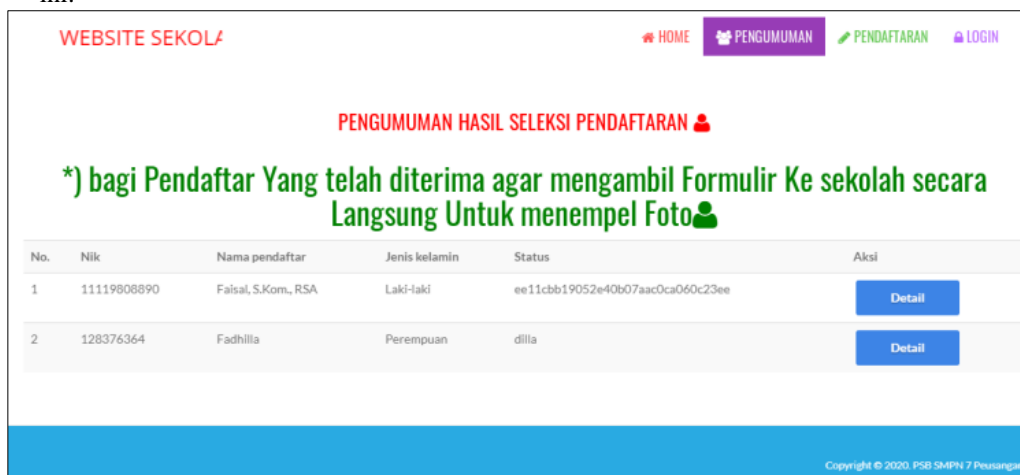 WEBSITE SEKOLA
HOME PENGUMUMAN PENDAFTARAN LOGIN
PENGUMUMAN HASIL SELEKSI PENDAFTARAN
*) bagi Pendaftar Yang telah diterima agar mengambil Formulir Ke sekolah secara
Langsung Untuk menempel Foto
No. Nik Nama pendaftar Jenis kelamin Status Aksi
1 11119808890 Faisal, S.Kom., RSA Laki-laki ee11cbb19052e40b07aac0ca060c23ee Detail
2 128376364 Fadhilla Perempuan dilla Detail
Copyright © 2020. PSB SMPN 7 Peusangan